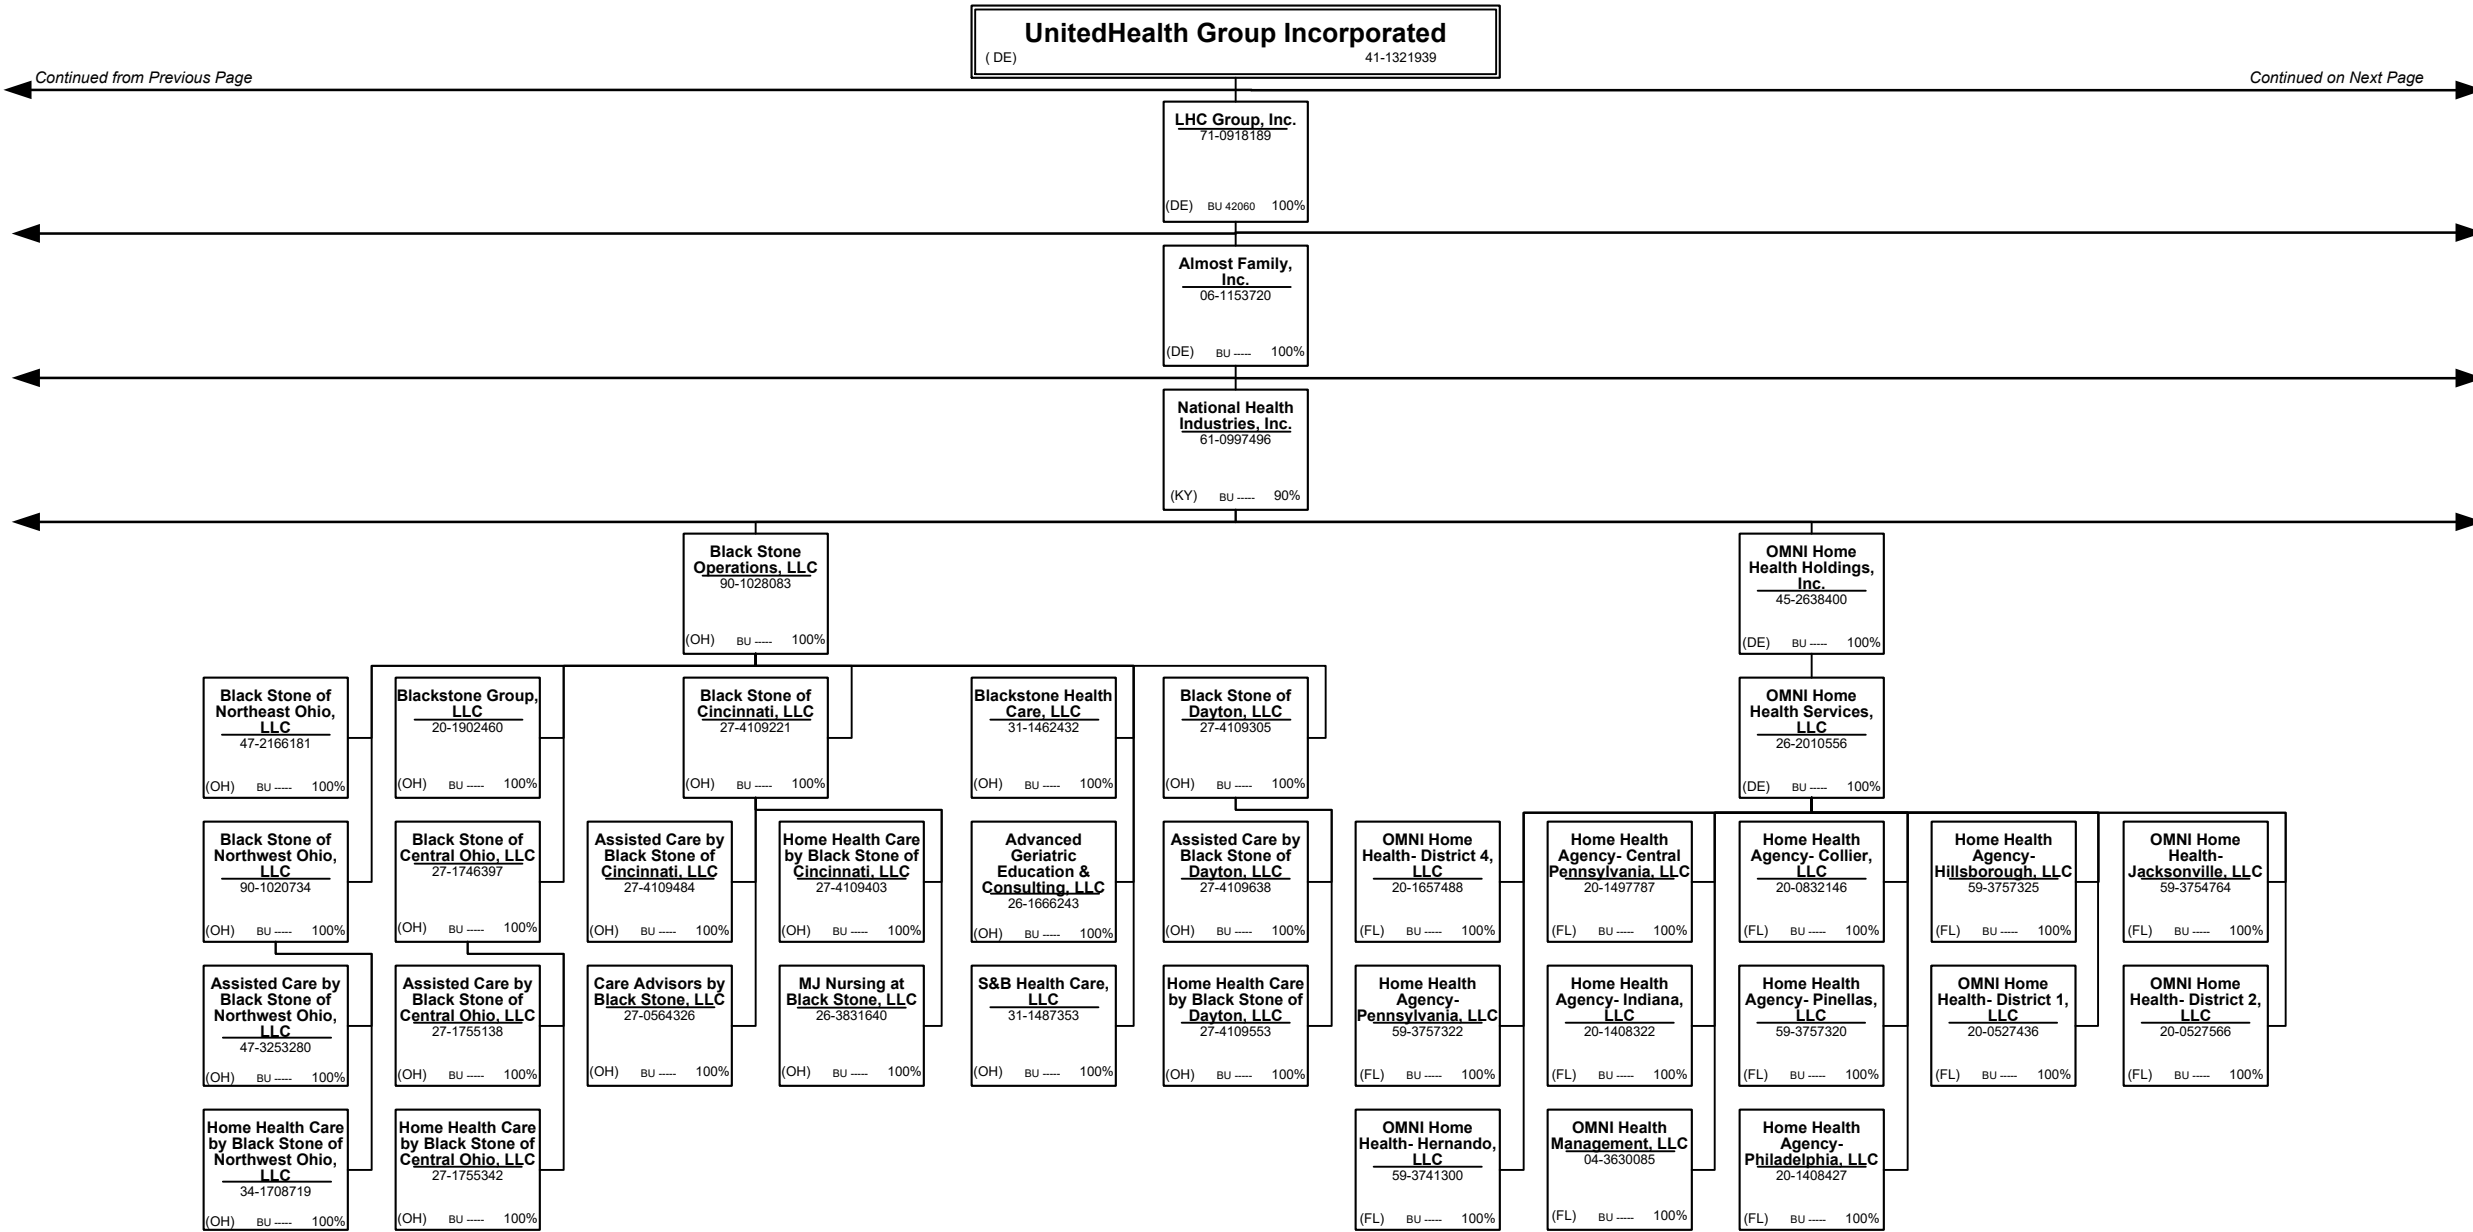 UnitedHealth Group Incorporated
( DE) 41-1321939
Continued from Previous Page
Continued on Next Page
LHC Group, Inc.
71-0918189
(DE) BU 42060 100%
Almost Family,
Inc.
06-1153720
(DE) BU ----- 100%
National Health
Industries, Inc.
61-0997496
(KY) BU ----- 90%
Black Stone
Operations, LLC
90-1028083
(OH) BU ----- 100%
OMNI Home
Health Holdings,
Inc.
45-2638400
(DE) BU ----- 100%
Black Stone of
Northeast Ohio,
LLC
47-2166181
(OH) BU ----- 100%
Blackstone Group,
LLC
20-1902460
(OH) BU ----- 100%
Black Stone of
Cincinnati, LLC
27-4109221
(OH) BU ----- 100%
Blackstone Health
Care, LLC
31-1462432
(OH) BU ----- 100%
Black Stone of
Dayton, LLC
27-4109305
(OH) BU ----- 100%
OMNI Home
Health Services,
LLC
26-2010556
(DE) BU ----- 100%
Black Stone of
Northwest Ohio,
LLC
90-1020734
(OH) BU ----- 100%
Black Stone of
Central Ohio, LLC
27-1746397
(OH) BU ----- 100%
Assisted Care by
Black Stone of
Cincinnati, LLC
27-4109484
(OH) BU ----- 100%
Home Health Care
by Black Stone of
Cincinnati, LLC
27-4109403
(OH) BU ----- 100%
Advanced
Geriatric
Education &
Consulting, LLC
26-1666243
(OH) BU ----- 100%
Assisted Care by
Black Stone of
Dayton, LLC
27-4109638
(OH) BU ----- 100%
OMNI Home
Health- District 4,
LLC
20-1657488
(FL) BU ----- 100%
Home Health
Agency- Central
Pennsylvania, LLC
20-1497787
(FL) BU ----- 100%
Home Health
Agency- Collier,
LLC
20-0832146
(FL) BU ----- 100%
Home Health
Agency-
Hillsborough, LLC
59-3757325
(FL) BU ----- 100%
OMNI Home
Health-
Jacksonville, LLC
59-3754764
(FL) BU ----- 100%
Assisted Care by
Black Stone of
Northwest Ohio,
LLC
47-3253280
(OH) BU ----- 100%
Assisted Care by
Black Stone of
Central Ohio, LLC
27-1755138
(OH) BU ----- 100%
Care Advisors by
Black Stone, LLC
27-0564326
(OH) BU ----- 100%
MJ Nursing at
Black Stone, LLC
26-3831640
(OH) BU ----- 100%
S&B Health Care,
LLC
31-1487353
(OH) BU ----- 100%
Home Health Care
by Black Stone of
Dayton, LLC
27-4109553
(OH) BU ----- 100%
Home Health
Agency-
Pennsylvania, LLC
59-3757322
(FL) BU ----- 100%
Home Health
Agency- Indiana,
LLC
20-1408322
(FL) BU ----- 100%
Home Health
Agency- Pinellas,
LLC
59-3757320
(FL) BU ----- 100%
OMNI Home
Health- District 1,
LLC
20-0527436
(FL) BU ----- 100%
OMNI Home
Health- District 2,
LLC
20-0527566
(FL) BU ----- 100%
Home Health Care
by Black Stone of
Northwest Ohio,
LLC
34-1708719
(OH) BU ----- 100%
Home Health Care
by Black Stone of
Central Ohio, LLC
27-1755342
(OH) BU ----- 100%
OMNI Home
Health- Hernando,
LLC
59-3741300
(FL) BU ----- 100%
OMNI Health
Management, LLC
04-3630085
(FL) BU ----- 100%
Home Health
Agency-
Philadelphia, LLC
20-1408427
(FL) BU ----- 100%